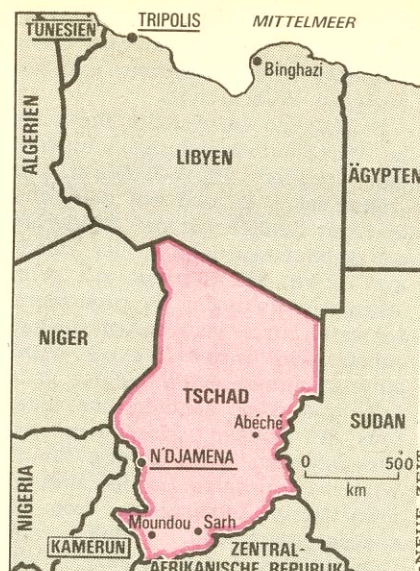 TUNESIEN
TRIPOLIS
MITTELMEER
Binghazi
ALGERIEN
LIBYEN
ÄGYPTEN
NIGER
TSCHAD
Abéché
SUDAN
N'DJAMENA
0 500
km
NIGERIA
Moundou
Sarh
KAMERUN
ZENTRAL-
AFRIKANISCHE REPUBLIK